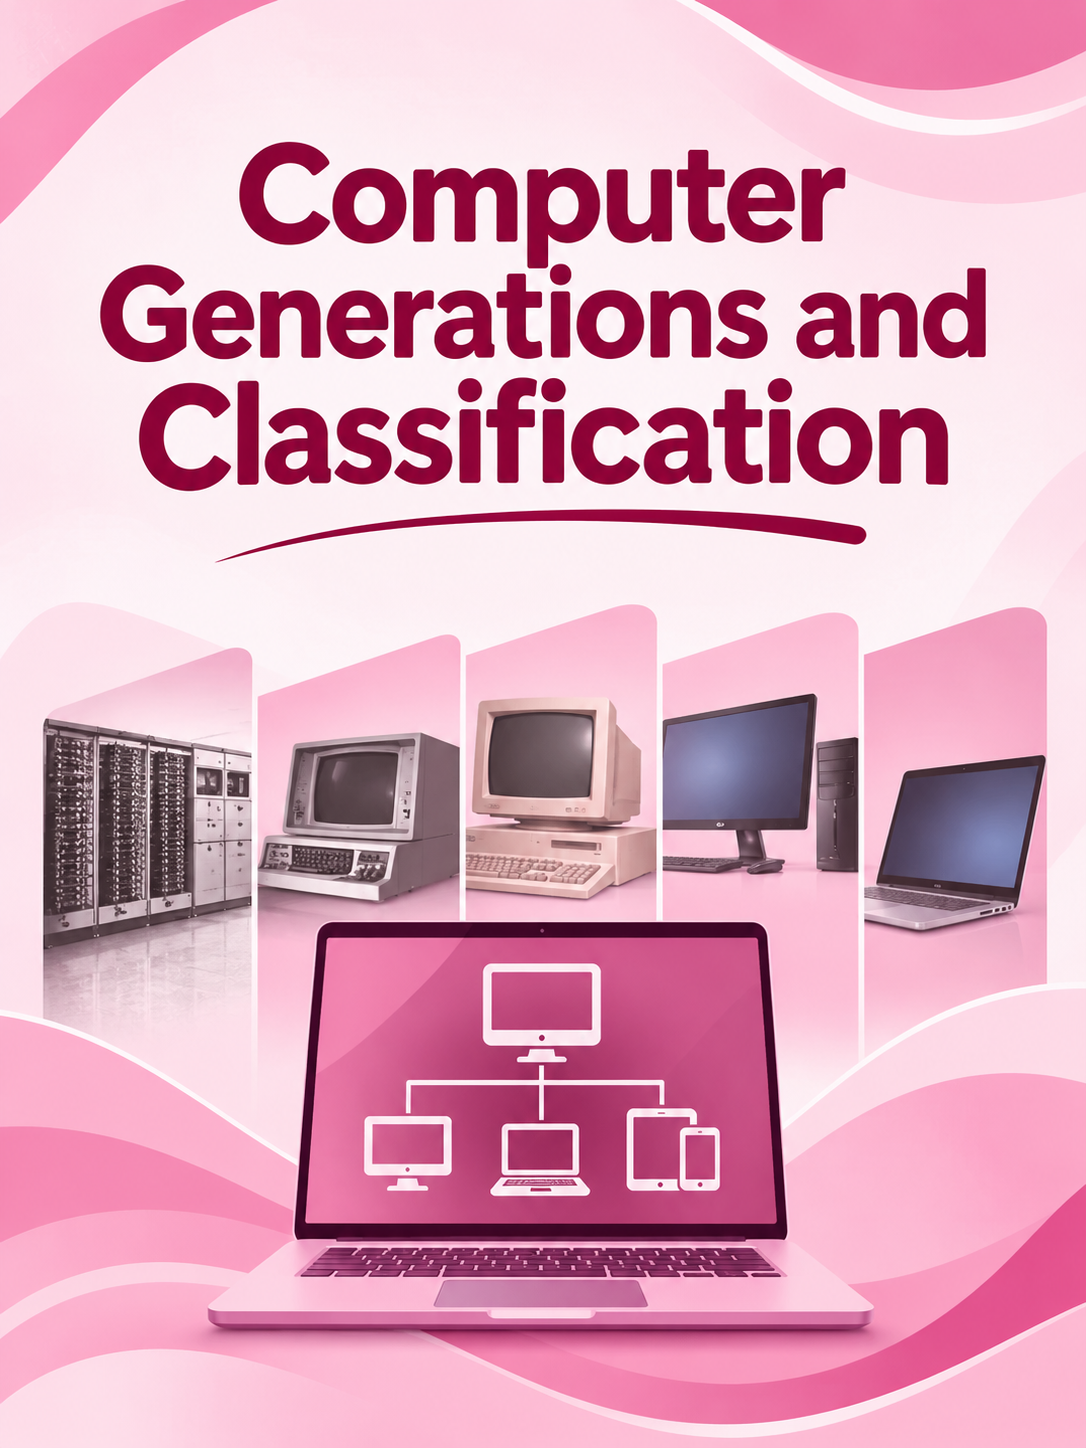 Computer
Generations and
Classification